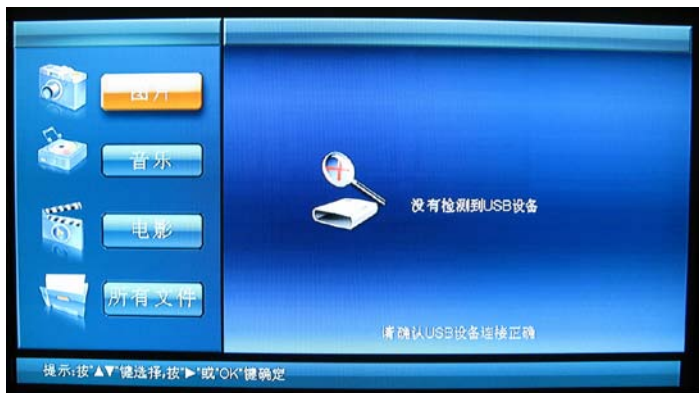 图片
音乐
电影
所有文件
没有检测到USB设备
请确认USB设备连接正确
提示:按"▲▼"键选择,按"▶"或"OK"键确定